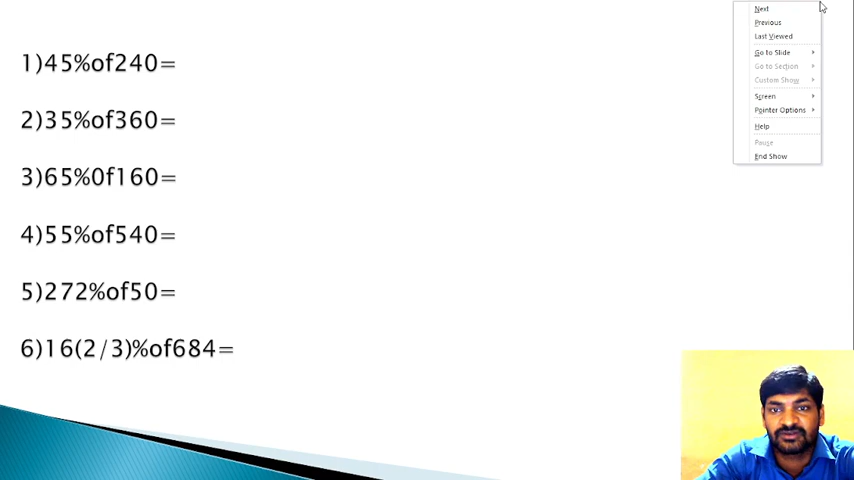 1)45%of240=
2)35%of360=
3)65%0f160=
4)55%of540=
5)272%of50=
6)16(2/3)%of684=
Next
Previous
Last Viewed
Go to Slide
Go to Section
Custom Show
Screen
Pointer Options
Help
Pause
End Show